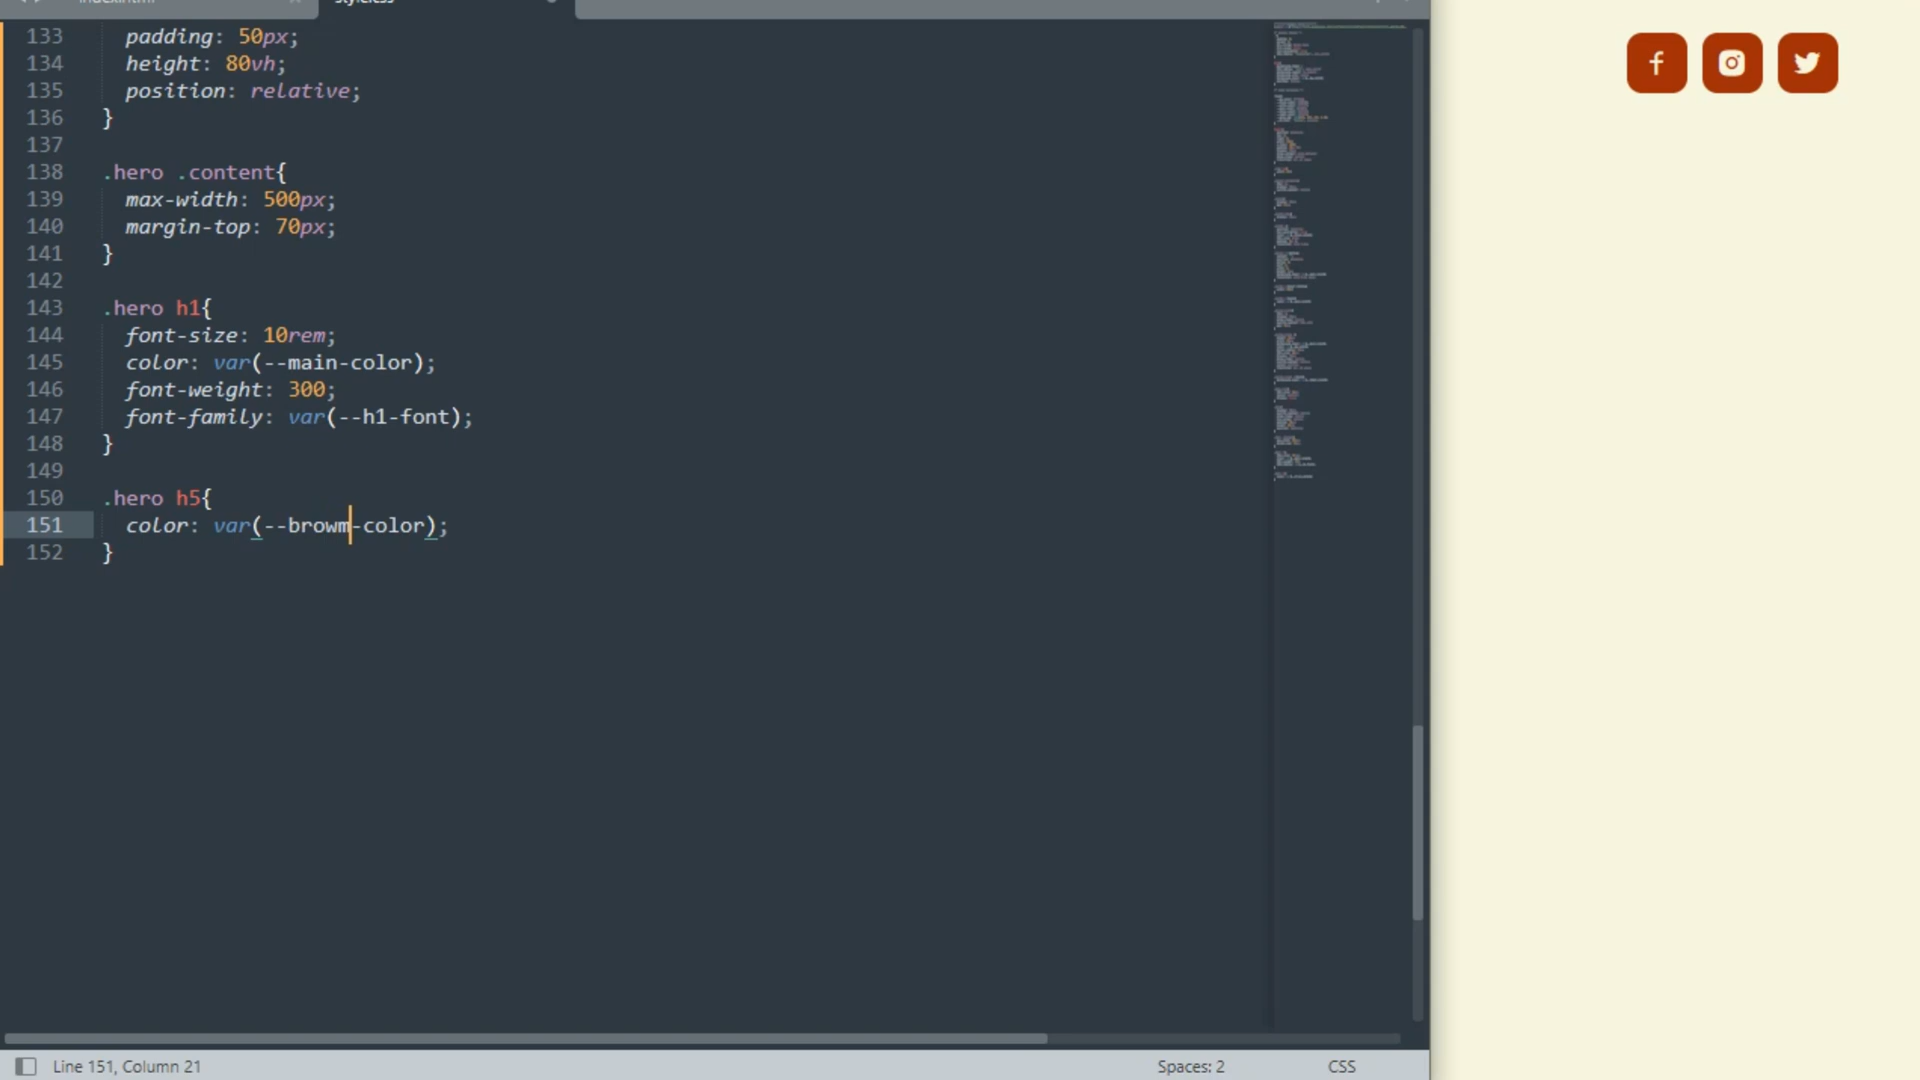 133 padding: 50px;
134 height: 80vh;
135 position: relative;
136 }
137
138 .hero .content{
139 max-width: 500px;
140 margin-top: 70px;
141 }
142
143 .hero h1{
144 font-size: 10rem;
145 color: var(--main-color);
146 font-weight: 300;
147 font-family: var(--h1-font);
148 }
149
150 .hero h5{
151 color: var(--browm-color);
152 }
Line 151, Column 21
Spaces: 2
CSS